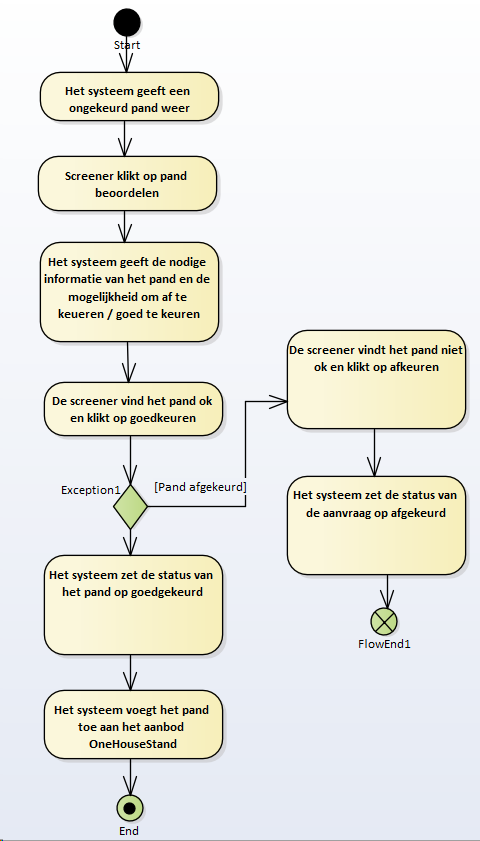 Start
Het systeem geeft een
ongekeurd pand weer
Screener klikt op pand
beoordelen
Het systeem geeft de nodige
informatie van het pand en de
mogelijkheid om af te
keueren / goed te keuren
De screener vind het pand ok
en klikt op goedkeuren
Exception1
[Pand afgekeurd]
De screener vindt het pand niet
ok en klikt op afkeuren
Het systeem zet de status van
de aanvraag op afgekeurd
FlowEnd1
Het systeem zet de status van
het pand op goedgekeurd
Het systeem voegt het pand
toe aan het aanbod
OneHouseStand
End